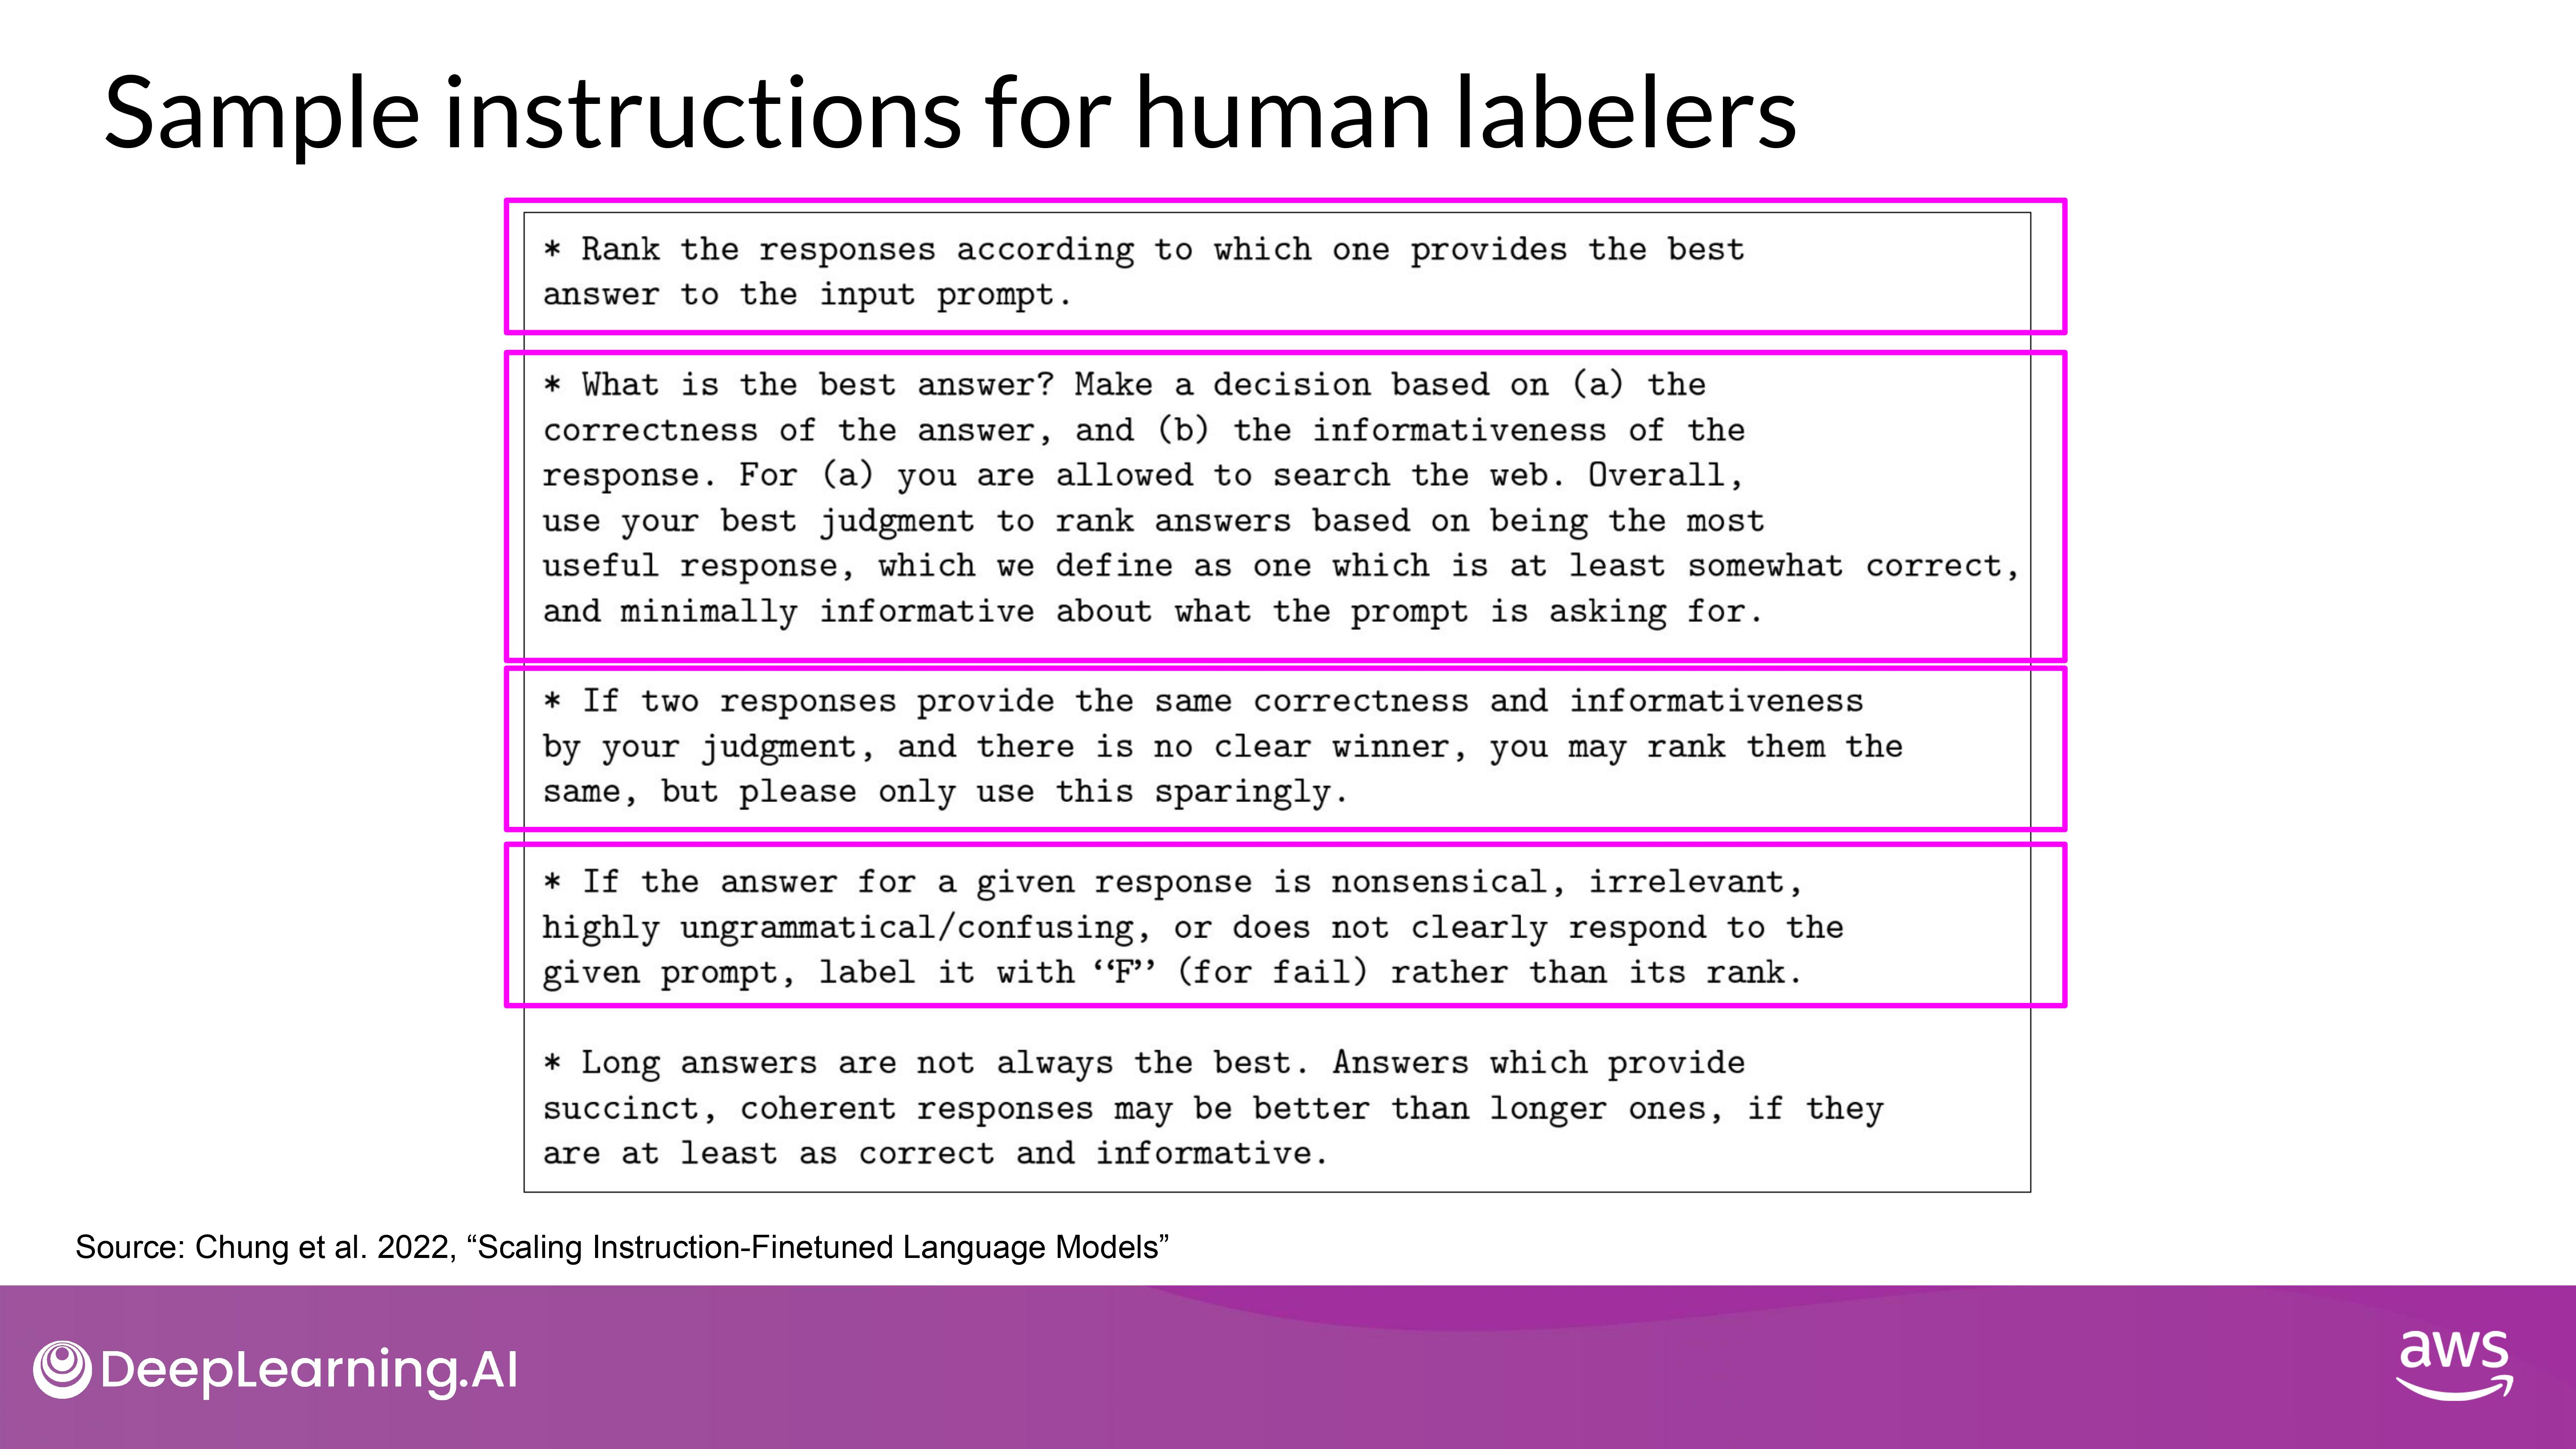 Sample instructions for human labelers
* Rank the responses according to which one provides the best
answer to the input prompt.
* What is the best answer? Make a decision based on (a) the
correctness of the answer, and (b) the informativeness of the
response. For (a) you are allowed to search the web. Overall,
use your best judgment to rank answers based on being the most
useful response, which we define as one which is at least somewhat correct,
and minimally informative about what the prompt is asking for.
* If two responses provide the same correctness and informativeness
by your judgment, and there is no clear winner, you may rank them the
same, but please only use this sparingly.
* If the answer for a given response is nonsensical, irrelevant,
highly ungrammatical/confusing, or does not clearly respond to the
given prompt, label it with “F” (for fail) rather than its rank.
* Long answers are not always the best. Answers which provide
succinct, coherent responses may be better than longer ones, if they
are at least as correct and informative.
Source: Chung et al. 2022, “Scaling Instruction-Finetuned Language Models”
DeepLearning.AI
aws